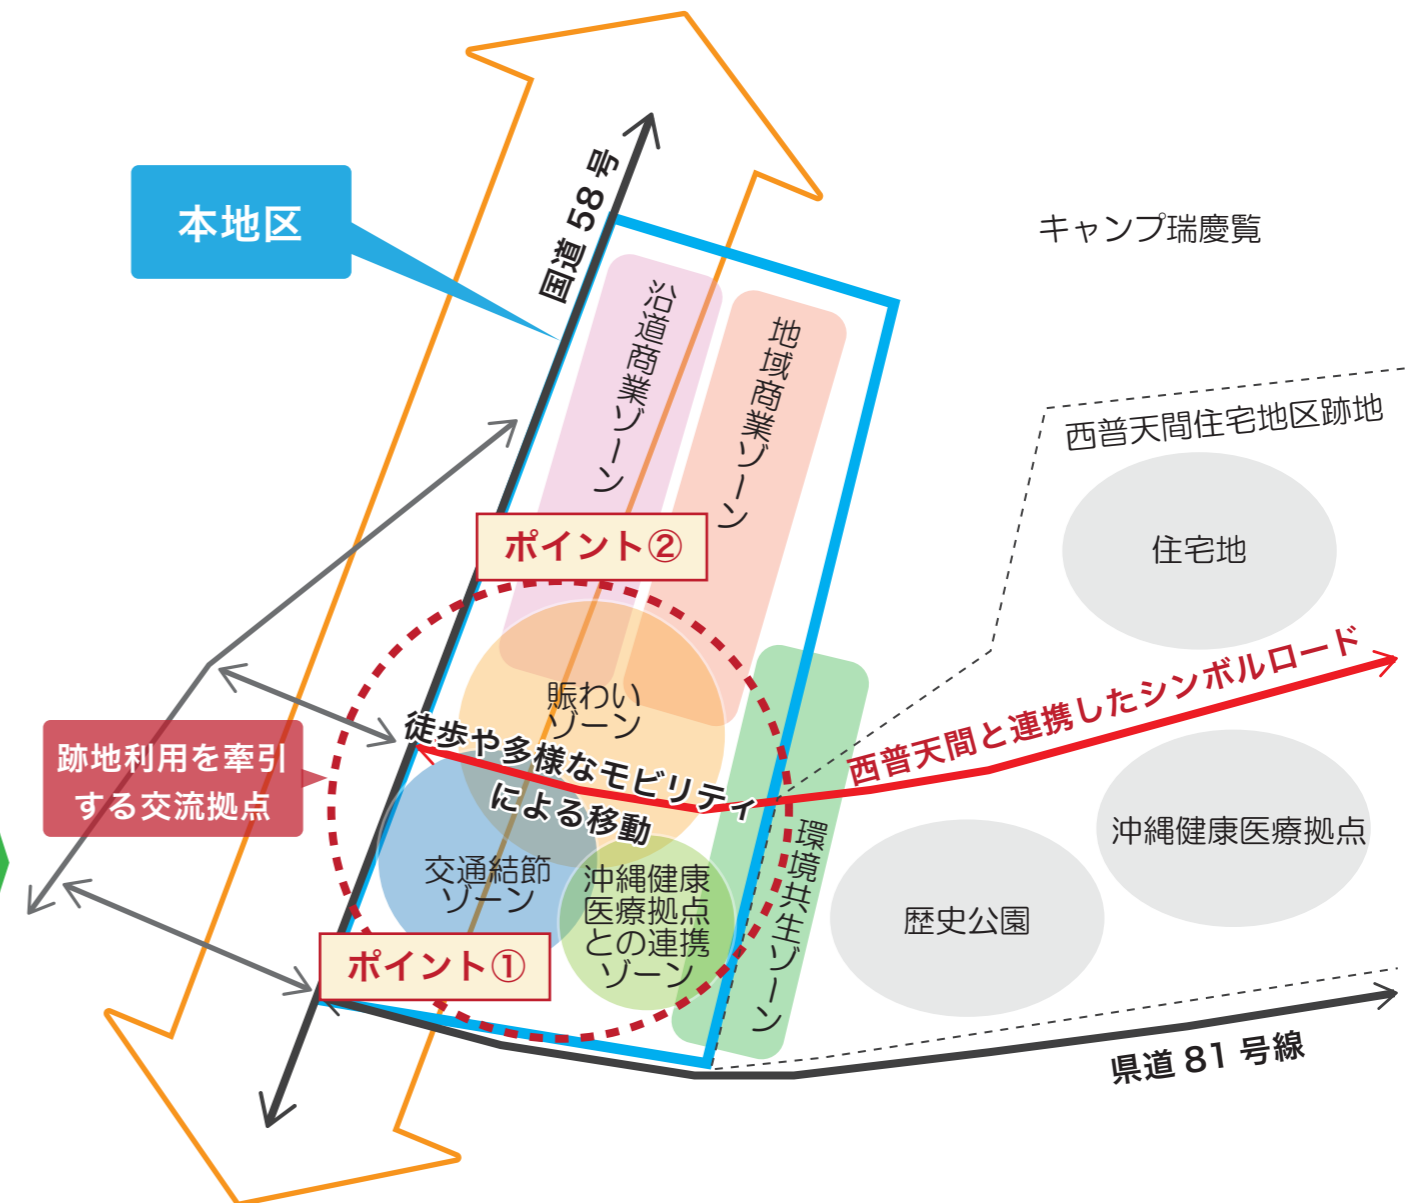 本地区
国道 58 号
キャンプ瑞慶覧
沿道商業ゾーン
地域商業ゾーン
西普天間住宅地区跡地
住宅地
ポイント②
賑わい
ゾーン
西普天間と連携したシンボルロード
徒歩や多様なモビリティ
による移動
跡地利用を牽引
する交流拠点
交通結節
ゾーン
沖縄健康
医療拠点
との連携
ゾーン
環境共生ゾーン
沖縄健康医療拠点
歴史公園
ポイント①
県道 81 号線